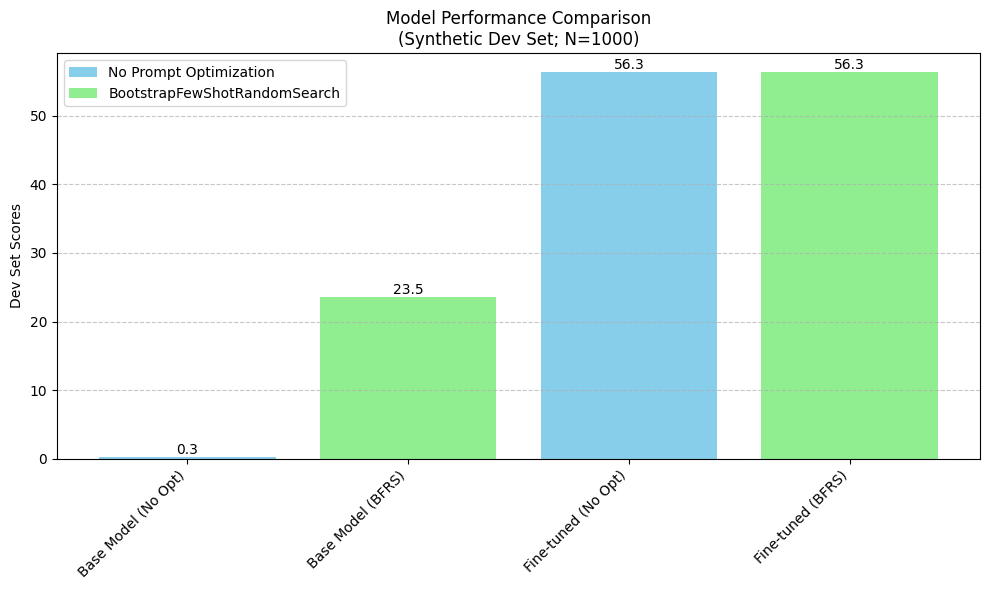 Model Performance Comparison
(Synthetic Dev Set; N=1000)
No Prompt Optimization
BootstrapFewShotRandomSearch
Dev Set Scores
50
40
30
20
10
0
0.3
23.5
56.3
56.3
Base Model (No Opt)
Base Model (BFRS)
Fine-tuned (No Opt)
Fine-tuned (BFRS)